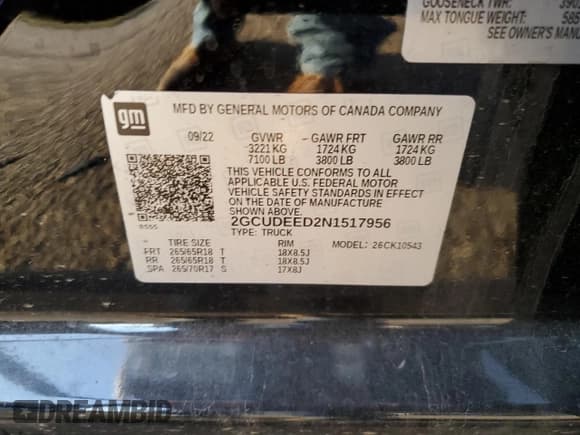 GOOSENECK TWR:
MAX TONGUE WEIGHT: 585
SEE OWNER'S MANU
gm
MFD BY GENERAL MOTORS OF CANADA COMPANY
09/22 GVWR GAWR FRT GAWR RR
3221 KG 1724 KG 1724 KG
7100 LB 3800 LB 3800 LB
THIS VEHICLE CONFORMS TO ALL
APPLICABLE U.S. FEDERAL MOTOR
VEHICLE SAFETY STANDARDS IN EFFECT
ON THE DATE OF MANUFACTURE
SHOWN ABOVE.
2GCUDEED2N1517956
TYPE: TRUCK
TIRE SIZE RIM MODEL: 26CK10543
FRT 265/65R18 T 18X8.5J
RR 265/65R18 T 18X8.5J
SPA 265/70R17 S 17X8J
DREAMBID